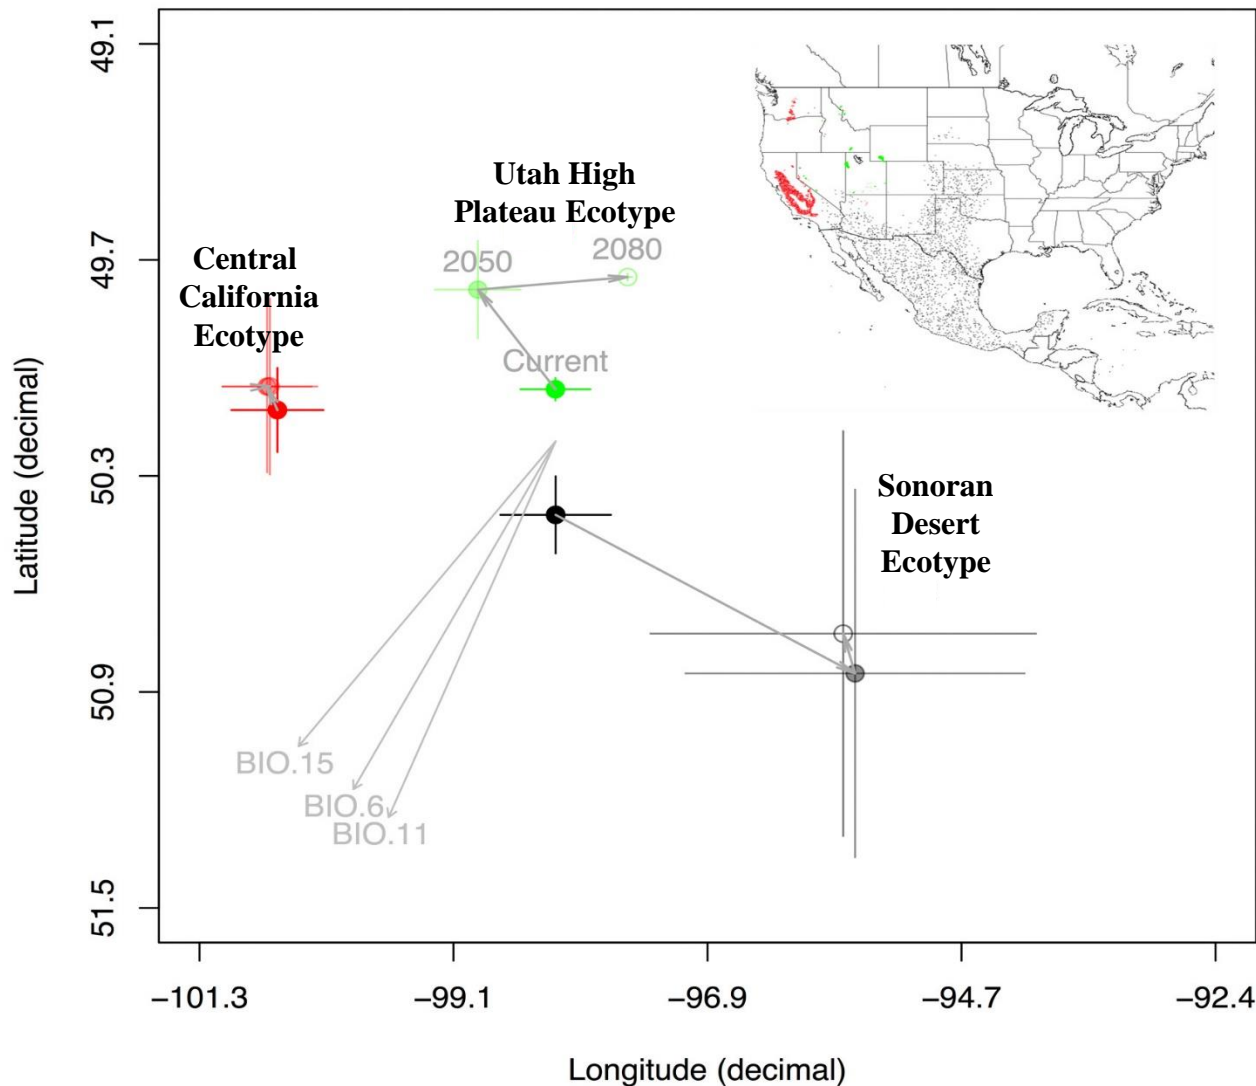 49.1
49.7
50.3
50.9
51.5
Latitude (decimal)
Utah High
Plateau Ecotype
Central
California
Ecotype
2050
2080
Current
Sonoran
Desert
Ecotype
BIO.15
BIO.6
BIO.11
−101.3
−99.1
−96.9
−94.7
−92.4
Longitude (decimal)